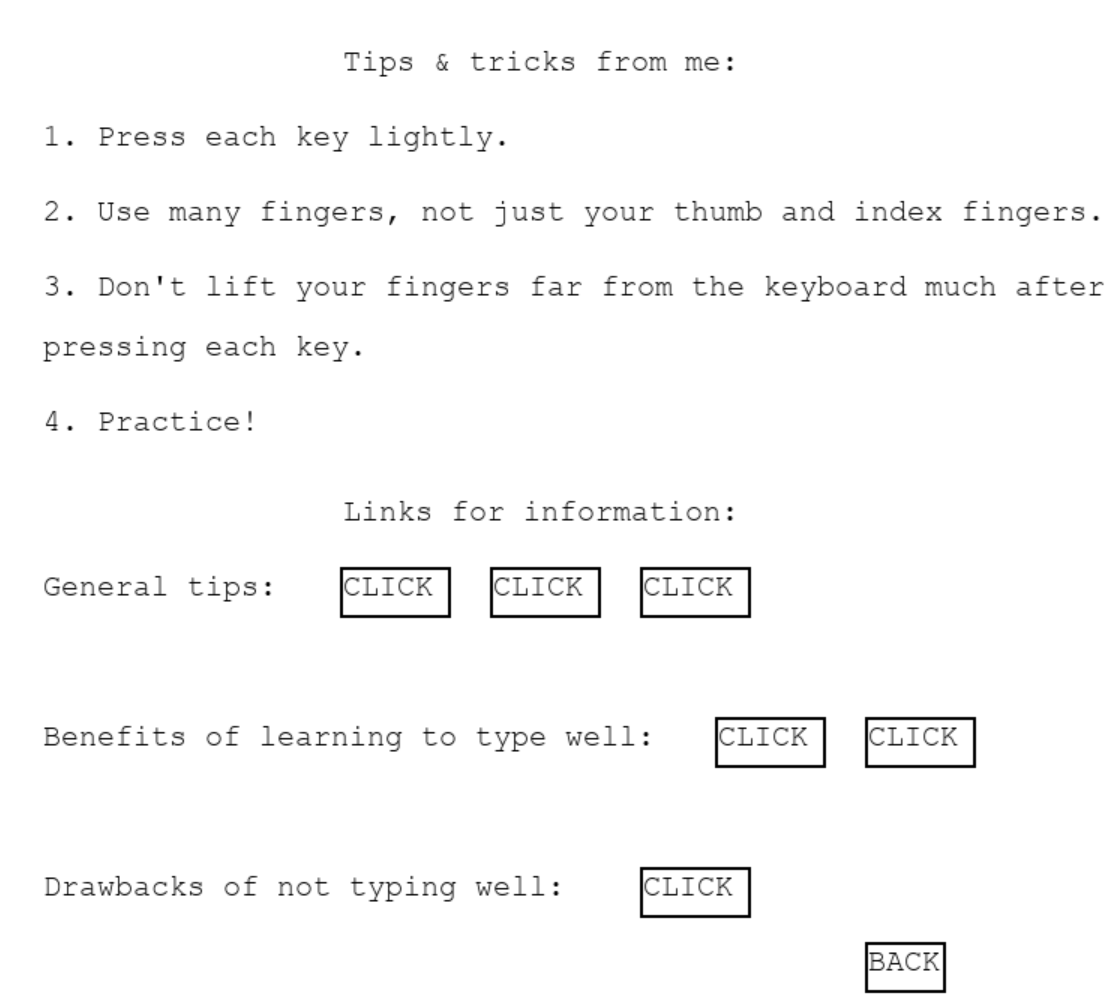 Tips & tricks from me:
1. Press each key lightly.
2. Use many fingers, not just your thumb and index fingers.
3. Don't lift your fingers far from the keyboard much after
pressing each key.
4. Practice!
Links for information:
General tips: CLICK CLICK CLICK
Benefits of learning to type well: CLICK CLICK
Drawbacks of not typing well: CLICK
BACK